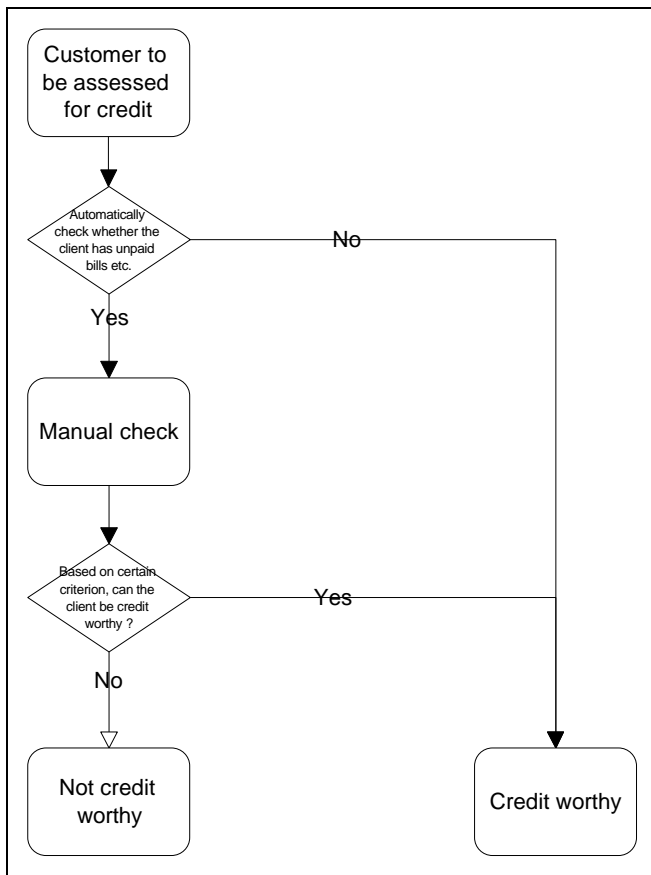 Customer to
be assessed
for credit
Automatically
check whether the
client has unpaid
bills etc.
No
Yes
Manual check
Based on certain
criterion, can the
client be credit
worthy ?
Yes
No
Not credit
worthy
Credit worthy